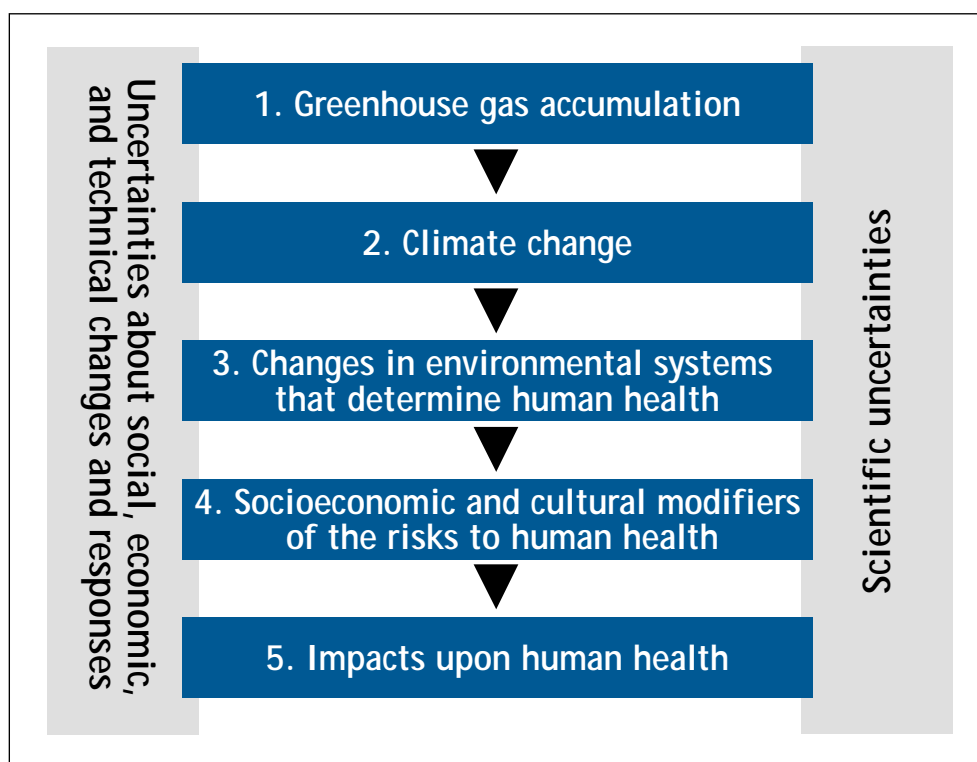 Uncertainties about social, economic,
and technical changes and responses
1. Greenhouse gas accumulation
2. Climate change
3. Changes in environmental systems
that determine human health
4. Socioeconomic and cultural modifiers
of the risks to human health
5. Impacts upon human health
Scientific uncertainties